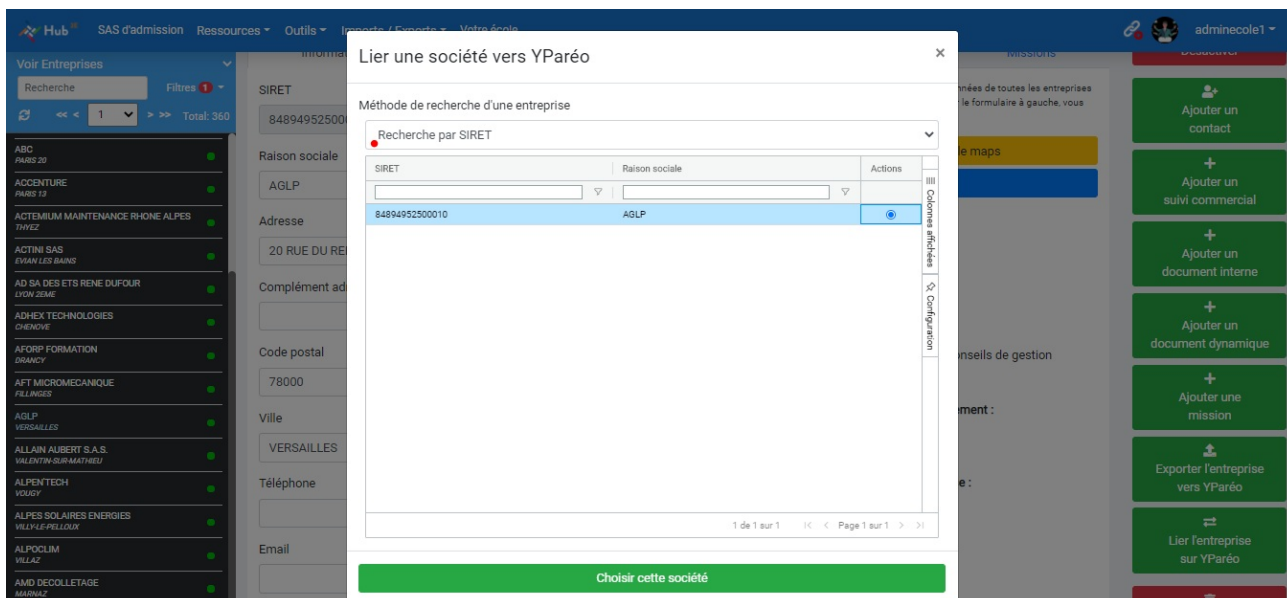 Hub SAS d'admission Ressources Outils Imports / Exports Votre école adminecole1
Voir Entreprises
Recherche Filtres 1
<< < 1 > >> Total: 360
ABC
PARIS 20
ACCENTURE
PARIS 13
ACTEMIUM MAINTENANCE RHONE ALPES
THYEZ
ACTINI SAS
EVIAN LES BAINS
AD SA DES ETS RENE DUFOUR
LYON 2EME
ADHEX TECHNOLOGIES
CHENOVE
AFORP FORMATION
DRANCY
AFT MICROMECANIQUE
FILLINGES
AGLP
VERSAILLES
ALLAIN AUBERT S.A.S.
VALENTIN-SUR-MATHIEU
ALPEN'TECH
VOUGY
ALPES SOLAIRES ENERGIES
VILLY-LE-PELLOUX
ALPOCLIM
VILLAZ
AMD DECOLLETAGE
MARNAZ
SIRET
84894952500
Raison sociale
AGLP
Adresse
20 RUE DU RE
Complément ad
Code postal
78000
Ville
VERSAILLES
Téléphone
Email
Lier une société vers YParéo ×
Méthode de recherche d'une entreprise
Recherche par SIRET
SIRET Raison sociale Actions
84894952500010 AGLP
Colonnes affichées
Configuration
1 de 1 sur 1 |< < Page 1 sur 1 > >|
Choisir cette société
Missions
nnées de toutes les entreprises
le formulaire à gauche, vous
le maps
onseils de gestion
ement :
e :
Désactiver
Ajouter un
contact
Ajouter un
suivi commercial
Ajouter un
document interne
Ajouter un
document dynamique
Ajouter une
mission
Exporter l'entreprise
vers YParéo
Lier l'entreprise
sur YParéo